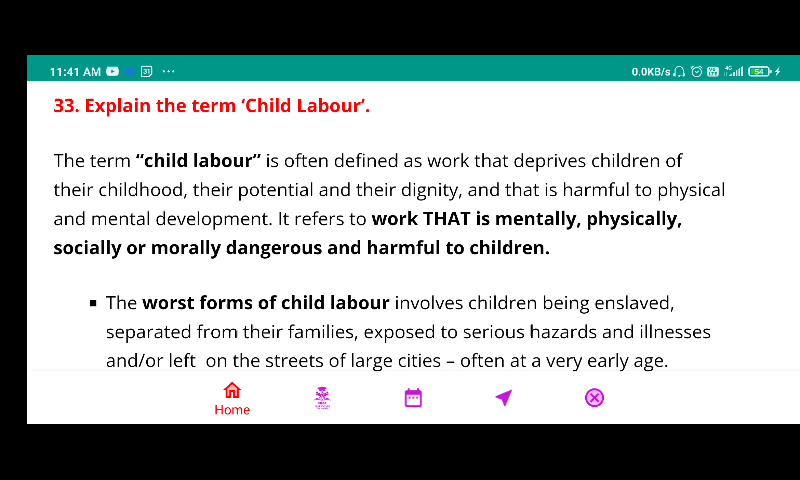 11:41 AM
0.0KB/s 4G 54
33. Explain the term ‘Child Labour’.
The term “child labour” is often defined as work that deprives children of
their childhood, their potential and their dignity, and that is harmful to physical
and mental development. It refers to work THAT is mentally, physically,
socially or morally dangerous and harmful to children.
▪ The worst forms of child labour involves children being enslaved,
separated from their families, exposed to serious hazards and illnesses
and/or left on the streets of large cities – often at a very early age.
Home